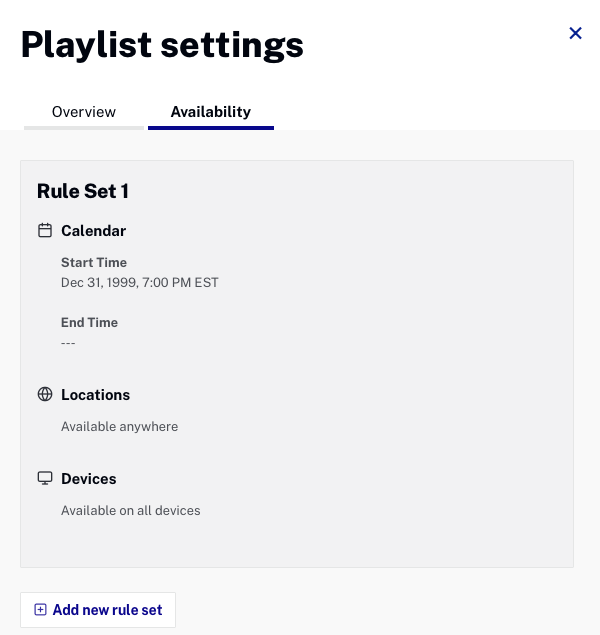 Playlist settings
Overview
Availability
Rule Set 1
Calendar
Start Time
Dec 31, 1999, 7:00 PM EST
End Time
---
Locations
Available anywhere
Devices
Available on all devices
Add new rule set